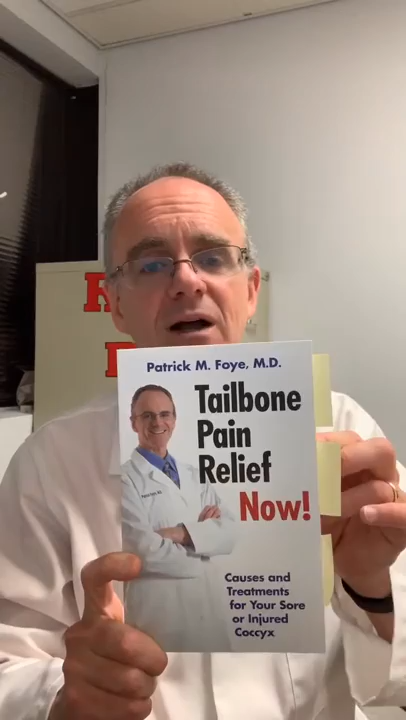 Patrick M. Foye, M.D.
Tailbone
Pain
Relief
Now!
Causes and
Treatments
for Your Sore
or Injured
Coccyx